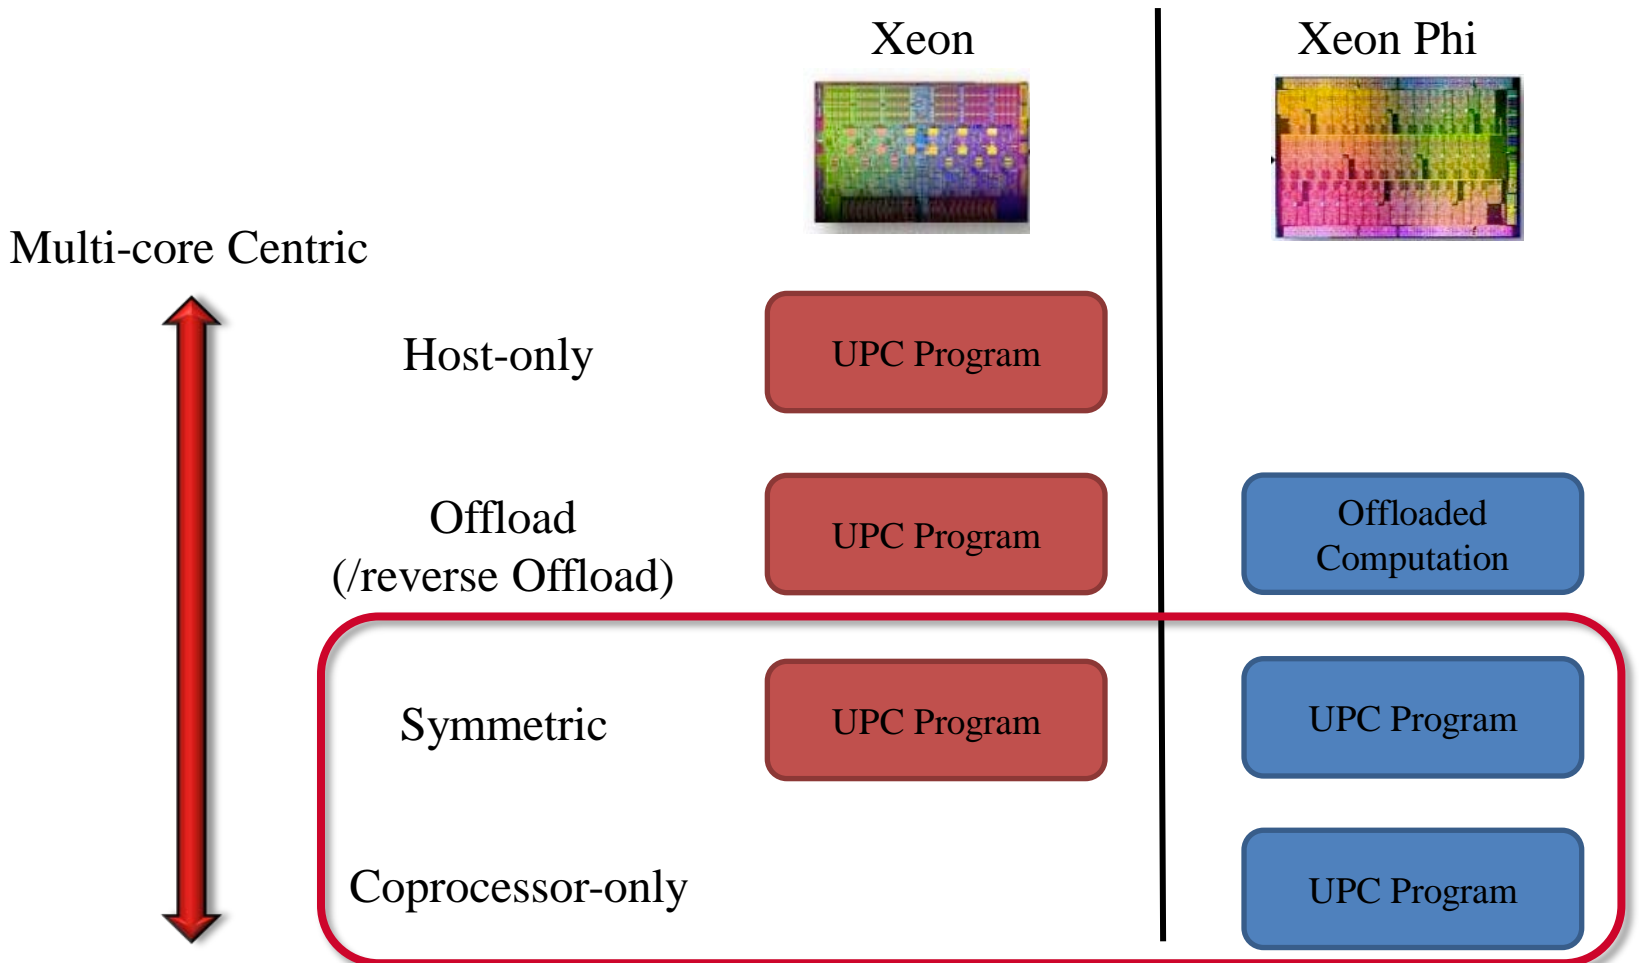 Xeon
Xeon Phi
Multi-core Centric
Host-only
UPC Program
Offload
(/reverse Offload)
UPC Program
Offloaded
Computation
Symmetric
UPC Program
UPC Program
Coprocessor-only
UPC Program